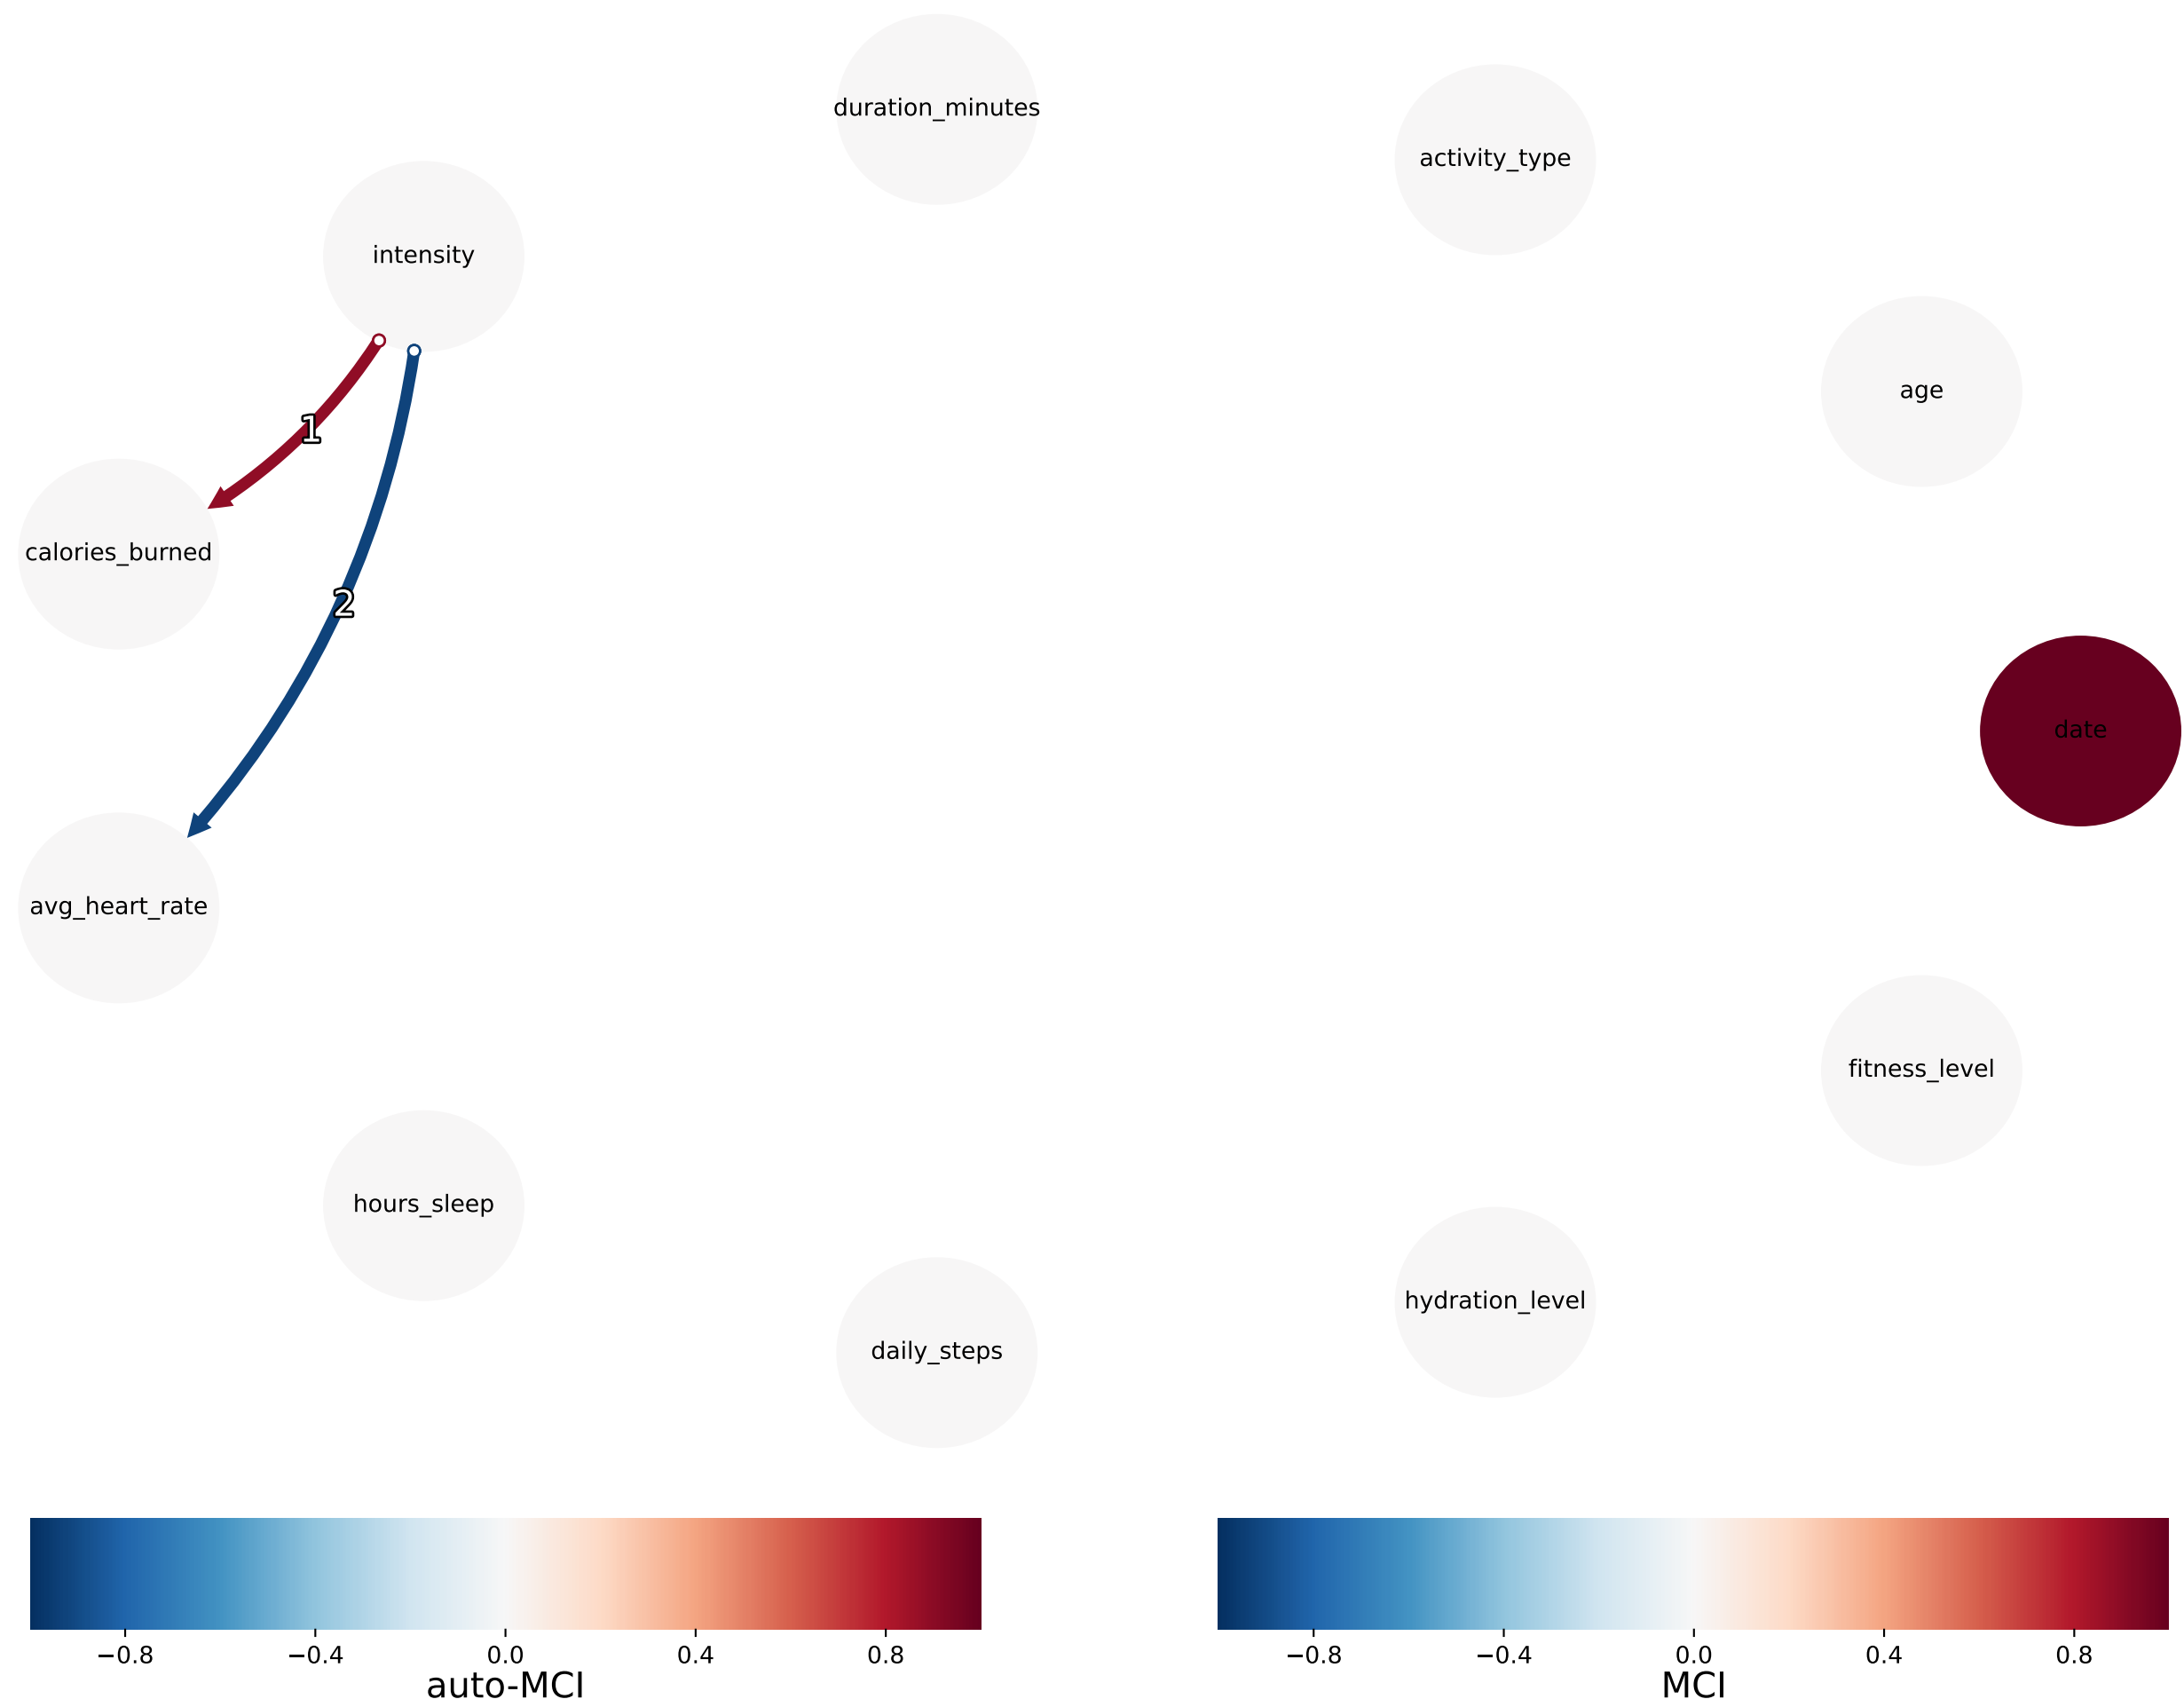 duration_minutes
activity_type
intensity
age
1
calories_burned
2
date
avg_heart_rate
fitness_level
hours_sleep
hydration_level
daily_steps
−0.8 −0.4 0.0 0.4 0.8
auto-MCI
−0.8 −0.4 0.0 0.4 0.8
MCI